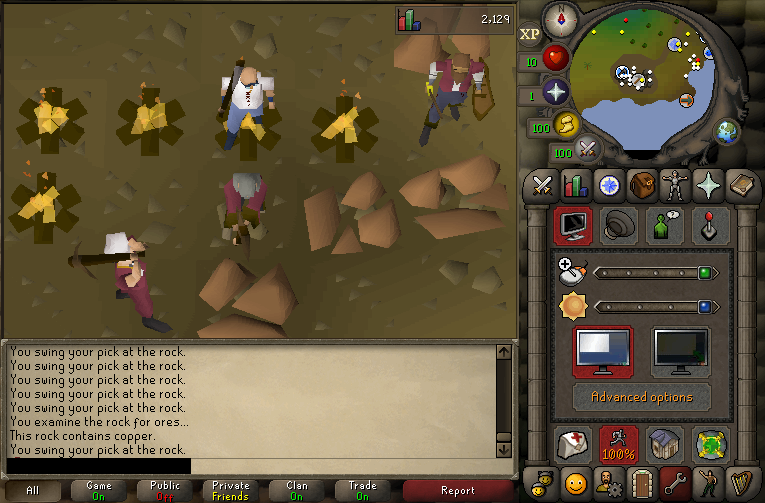 2,129
XP
10
1
100
100
You swing your pick at the rock.
You swing your pick at the rock.
You swing your pick at the rock.
You swing your pick at the rock.
You swing your pick at the rock.
You examine the rock for ores...
This rock contains copper.
You swing your pick at the rock.
Advanced options
100%
All
Game
On
Public
Off
Private
Friends
Clan
On
Trade
On
Report